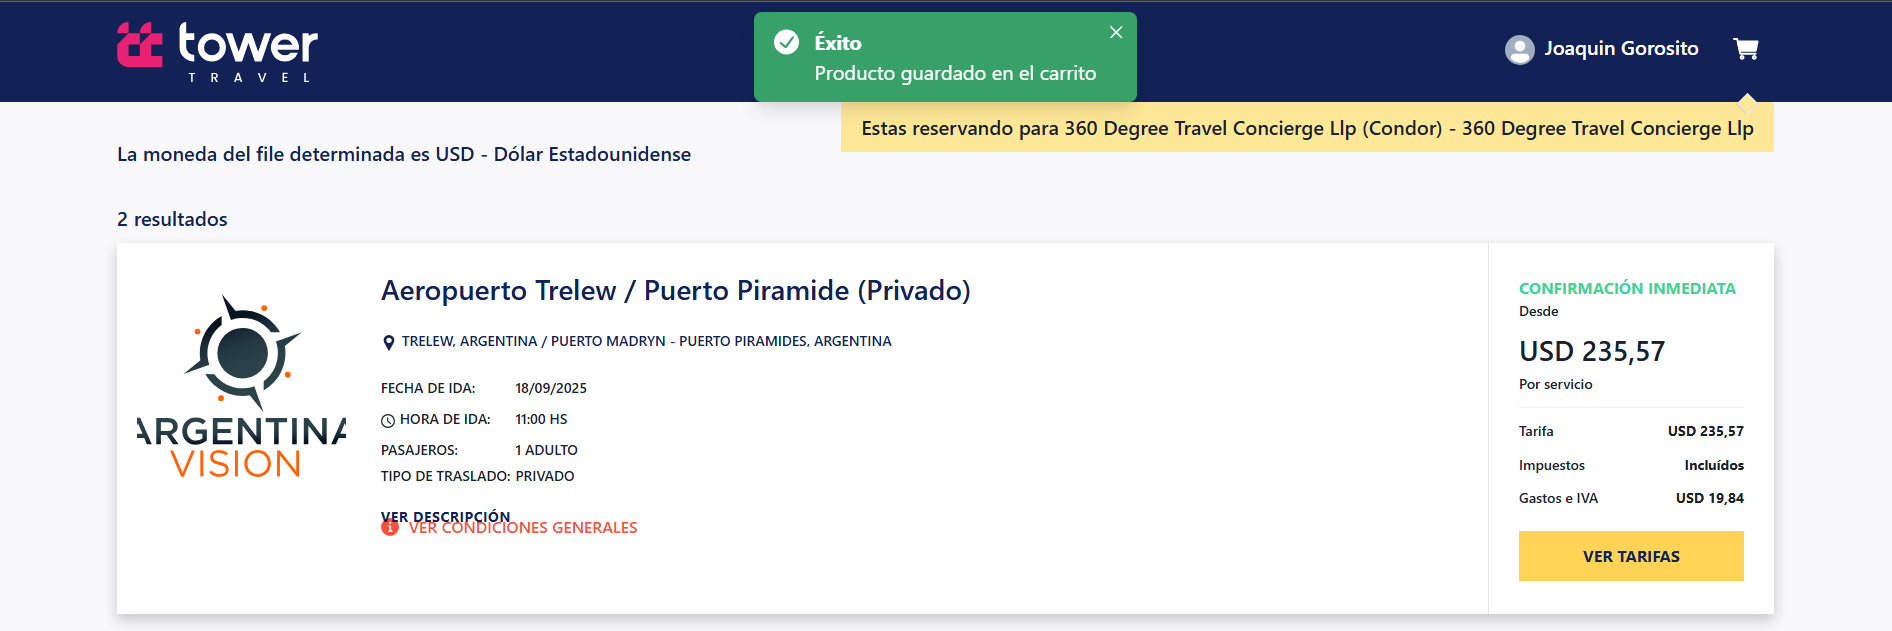 tower
TRAVEL
Éxito
Producto guardado en el carrito
Joaquin Gorosito
Estas reservando para 360 Degree Travel Concierge Llp (Condor) - 360 Degree Travel Concierge Llp
La moneda del file determinada es USD - Dólar Estadounidense
2 resultados
ARGENTINA
VISION
Aeropuerto Trelew / Puerto Piramide (Privado)
TRELEW, ARGENTINA / PUERTO MADRYN - PUERTO PIRAMIDES, ARGENTINA
FECHA DE IDA: 18/09/2025
HORA DE IDA: 11:00 HS
PASAJEROS: 1 ADULTO
TIPO DE TRASLADO: PRIVADO
VER DESCRIPCIÓN
VER CONDICIONES GENERALES
CONFIRMACIÓN INMEDIATA
Desde
USD 235,57
Por servicio
Tarifa USD 235,57
Impuestos Incluídos
Gastos e IVA USD 19,84
VER TARIFAS